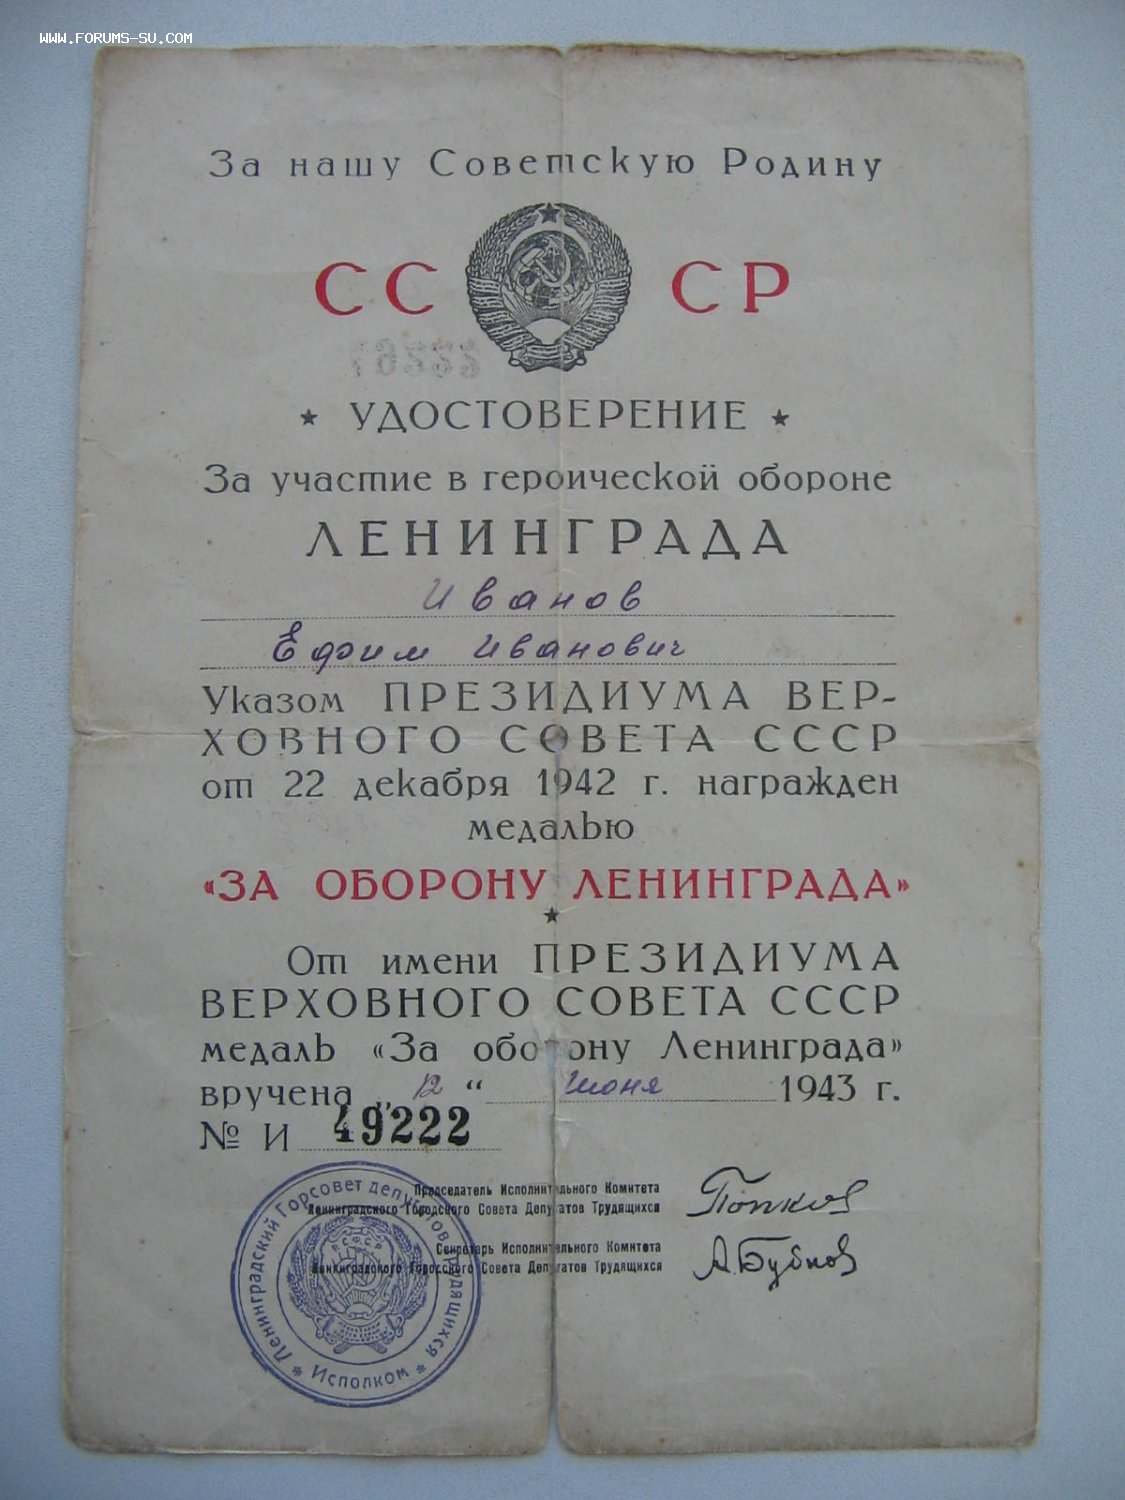 www.FORUMS-SU.COM
За нашу Советскую Родину
СС СР
★ УДОСТОВЕРЕНИЕ ★
За участие в героической обороне
ЛЕНИНГРАДА
Иванов
Ефим Иванович
Указом ПРЕЗИДИУМА ВЕР-
ХОВНОГО СОВЕТА СССР
от 22 декабря 1942 г. награжден
медалью
«ЗА ОБОРОНУ ЛЕНИНГРАДА»
★
От имени ПРЕЗИДИУМА
ВЕРХОВНОГО СОВЕТА СССР
медаль «За оборону Ленинграда»
вручена „ 12 “ Июня 1943 г.
№ И 49222
Председатель Исполнительного Комитета
Ленинградского Городского Совета Депутатов Трудящихся
Попков
Секретарь Исполнительного Комитета
Ленинградского Городского Совета Депутатов Трудящихся
А.Бубнов
Ленинградский Горсовет депутатов трудящихся
* Исполком *
РСФСР